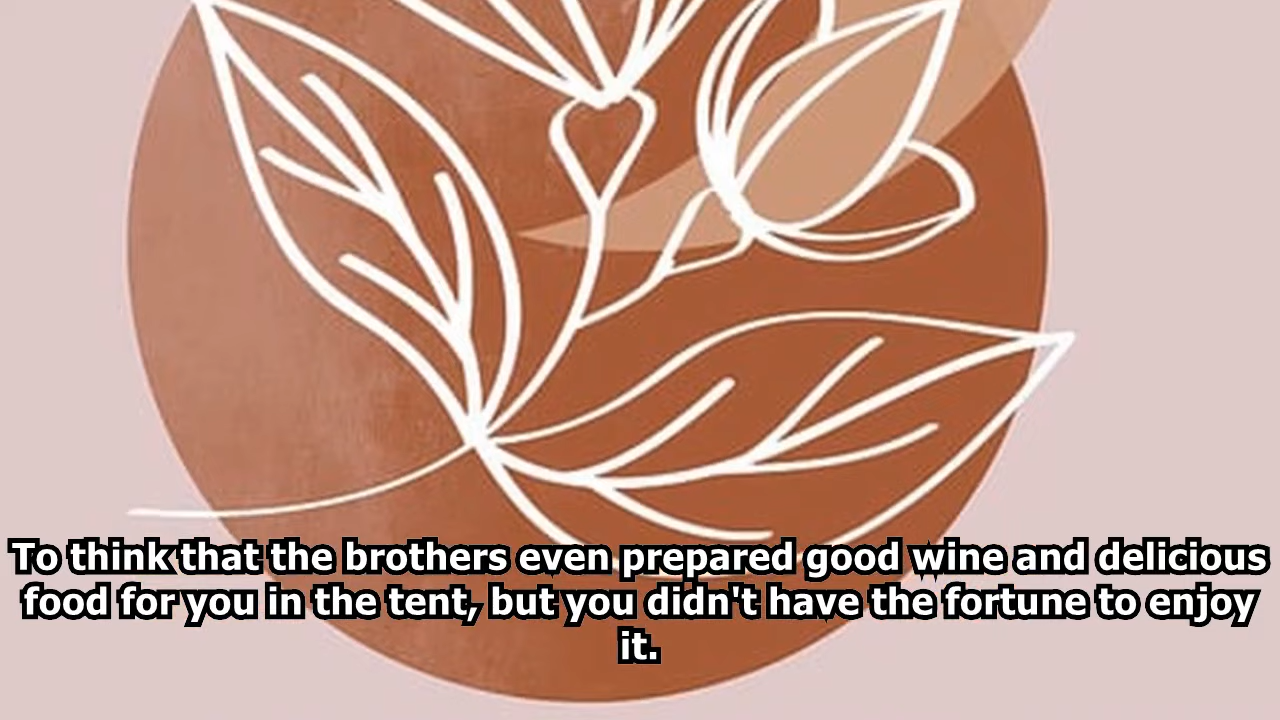 To think that the brothers even prepared good wine and delicious
food for you in the tent, but you didn't have the fortune to enjoy
it.